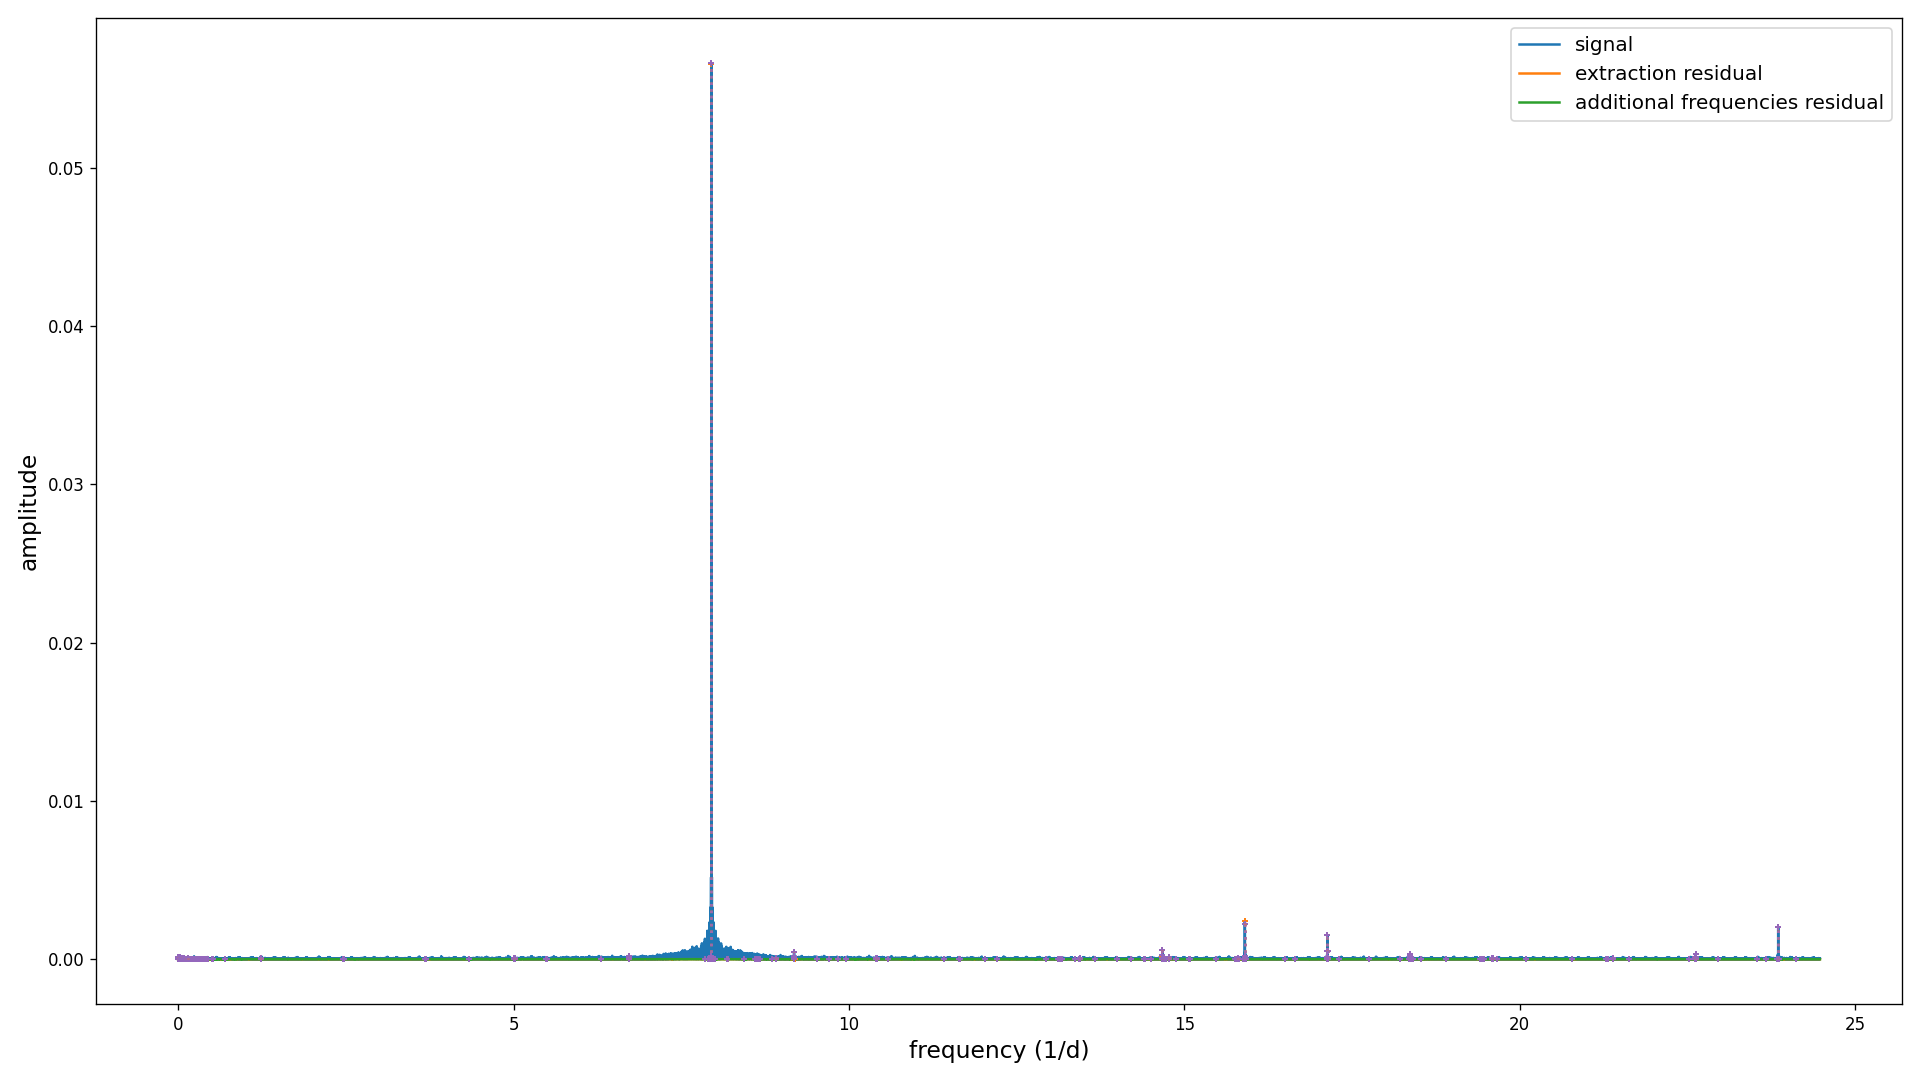 signal
extraction residual
additional frequencies residual
0.05
0.04
0.03
0.02
0.01
0.00
amplitude
0
5
10
15
20
25
frequency (1/d)